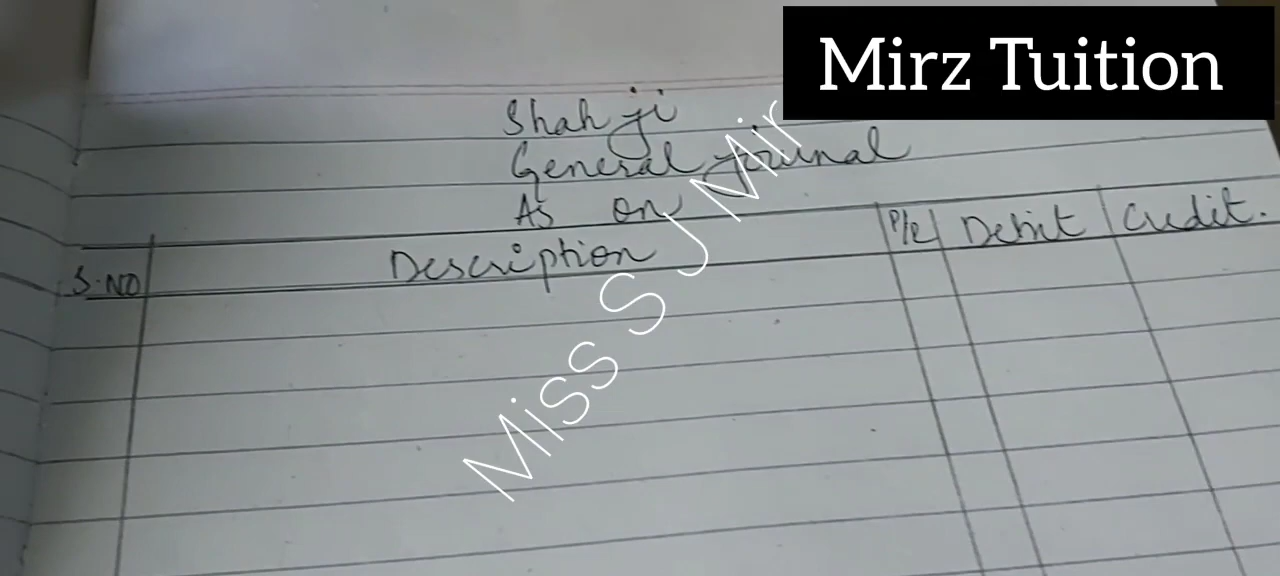 Mirz Tuition
Shah ji
General journal
As on
S.NO Description P/R Debit Credit.
Miss S J Mir